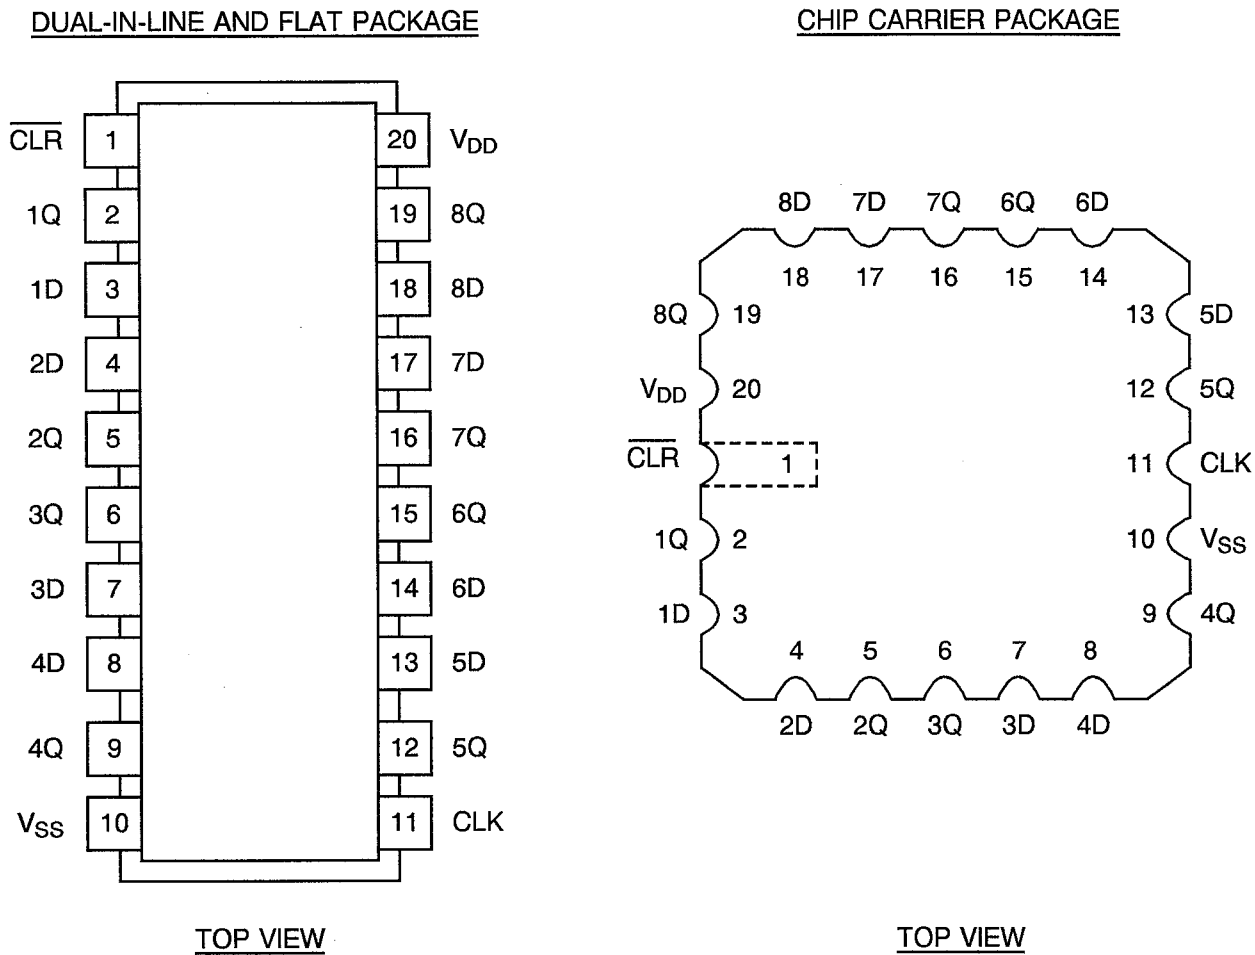 DUAL-IN-LINE AND FLAT PACKAGE
CLR 1 20 VDD
1Q 2 19 8Q
1D 3 18 8D
2D 4 17 7D
2Q 5 16 7Q
3Q 6 15 6Q
3D 7 14 6D
4D 8 13 5D
4Q 9 12 5Q
VSS 10 11 CLK
TOP VIEW
CHIP CARRIER PACKAGE
8D 7D 7Q 6Q 6D
18 17 16 15 14
8Q 19 13 5D
VDD 20 12 5Q
CLR 1 11 CLK
1Q 2 10 VSS
1D 3 9 4Q
4 5 6 7 8
2D 2Q 3Q 3D 4D
TOP VIEW